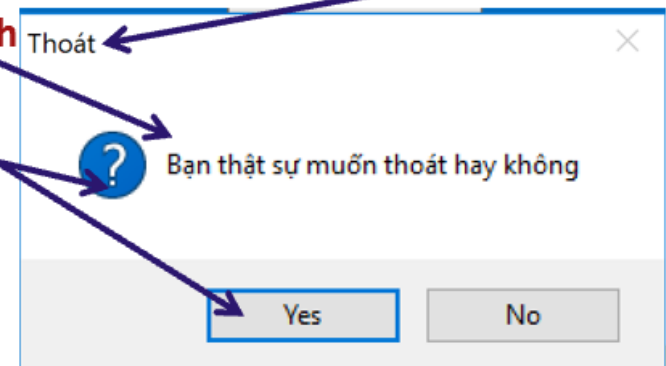 h
Thoát
Bạn thật sự muốn thoát hay không
Yes
No